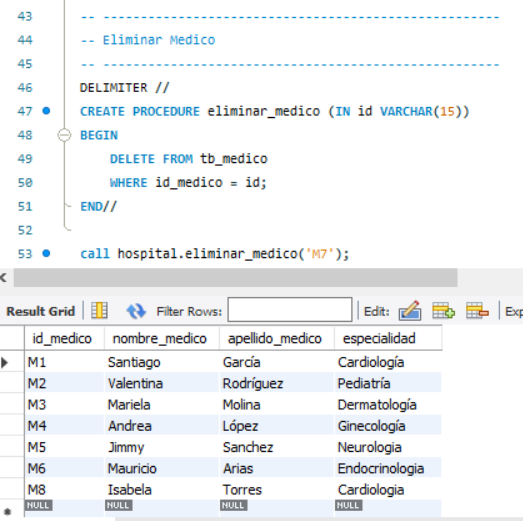 43 -- ----------------------------------------------------
44 -- Eliminar Medico
45 -- ----------------------------------------------------
46 DELIMITER //
47 CREATE PROCEDURE eliminar_medico (IN id VARCHAR(15))
48 BEGIN
49 DELETE FROM tb_medico
50 WHERE id_medico = id;
51 END//
52
53 call hospital.eliminar_medico('M7');
Result Grid Filter Rows: Edit: Exp
id_medico nombre_medico apellido_medico especialidad
M1 Santiago García Cardiología
M2 Valentina Rodríguez Pediatría
M3 Mariela Molina Dermatología
M4 Andrea López Ginecología
M5 Jimmy Sanchez Neurologia
M6 Mauricio Arias Endocrinologia
M8 Isabela Torres Cardiologia
NULL NULL NULL NULL